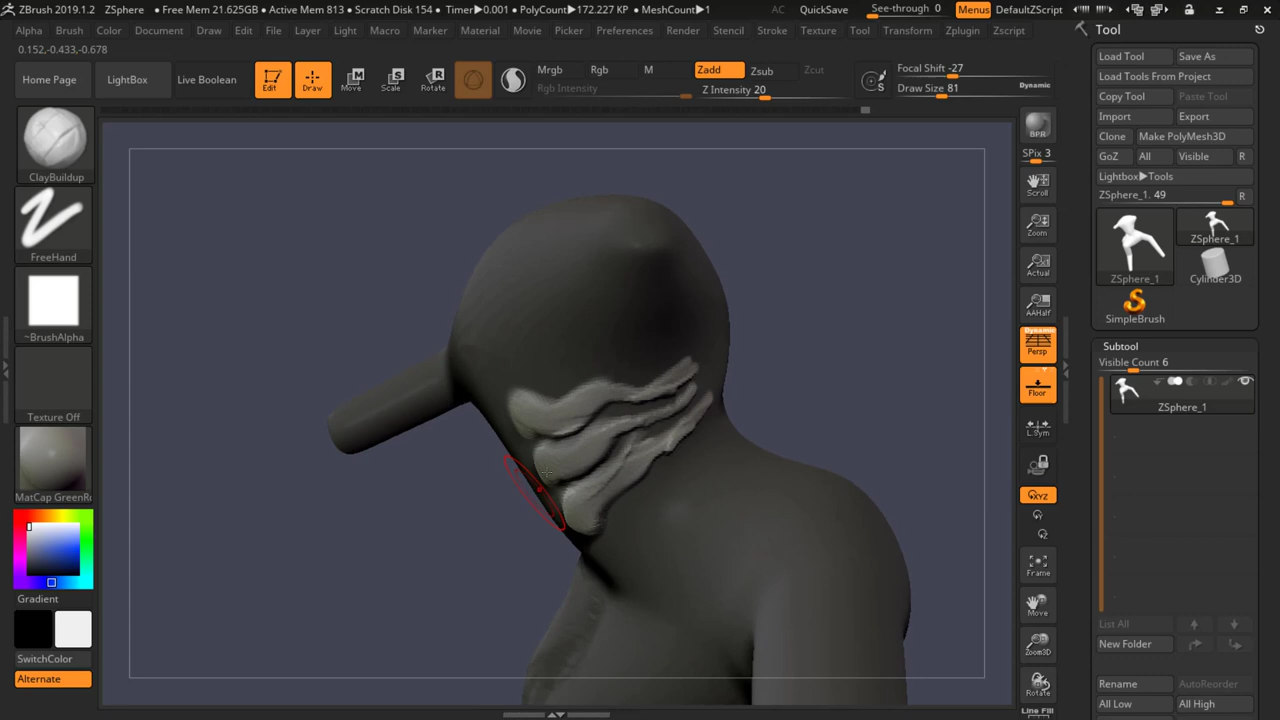 ZBrush 2019.1.2 ZSphere • Free Mem 21.625GB • Active Mem 813 • Scratch Disk 154 • Timer▶0.001 • PolyCount▶172.227 KP • MeshCount▶1 AC QuickSave See-through 0 Menus DefaultZScript
Alpha Brush Color Document Draw Edit File Layer Light Macro Marker Material Movie Picker Preferences Render Stencil Stroke Texture Tool Transform Zplugin Zscript
0.152,-0.433,-0.678
Home Page LightBox Live Boolean Edit Draw Move Scale Rotate
Mrgb Rgb M Zadd Zsub Zcut
Rgb Intensity Z Intensity 20
Focal Shift -27
Draw Size 81 Dynamic
ClayBuildup
FreeHand
~BrushAlpha
Texture Off
MatCap GreenRo
Gradient
SwitchColor
Alternate
BPR
SPix 3
Scroll
Zoom
Actual
AAHalf
Dynamic
Persp
Floor
L.Sym
XYZ
Y
Z
Frame
Move
Zoom3D
Rotate
Line Fill
Tool
Load Tool Save As
Load Tools From Project
Copy Tool Paste Tool
Import Export
Clone Make PolyMesh3D
GoZ All Visible R
Lightbox▶Tools
ZSphere_1. 49 R
ZSphere_1
ZSphere_1 Cylinder3D
SimpleBrush
Subtool
Visible Count 6
ZSphere_1
List All
New Folder
Rename AutoReorder
All Low All High